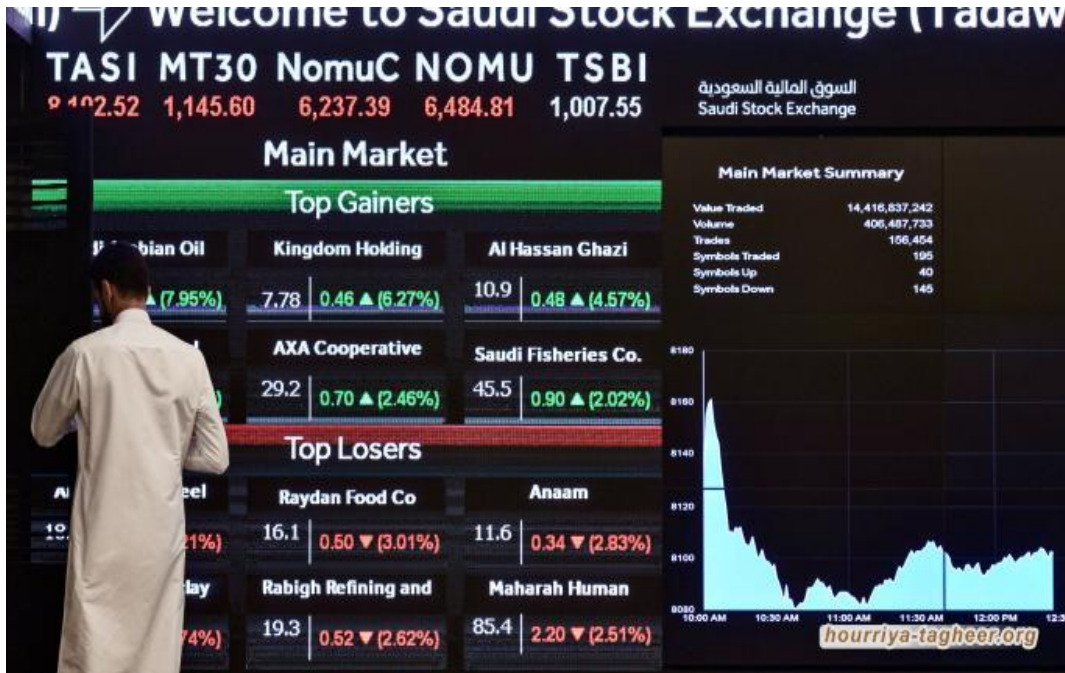 Welcome to Saudi Stock Exchange (Tadaw
TASI MT30 NomuC NOMU TSBI
8,102.52 1,145.60 6,237.39 6,484.81 1,007.55
السوق المالية السعودية
Saudi Stock Exchange
Main Market
Top Gainers
Oil Kingdom Holding Al Hassan Ghazi
▲ (7.95%) 7.78 0.46 ▲ (6.27%) 10.9 0.48 ▲ (4.57%)
AXA Cooperative Saudi Fisheries Co.
29.2 0.70 ▲ (2.46%) 45.5 0.90 ▲ (2.02%)
Top Losers
Raydan Food Co Anaam
16.1 0.50 ▼ (3.01%) 11.6 0.34 ▼ (2.83%)
Rabigh Refining and Maharah Human
19.3 0.52 ▼ (2.62%) 85.4 2.20 ▼ (2.51%)
Main Market Summary
Value Traded 14,416,837,242
Volume 406,487,733
Trades 156,454
Symbols Traded 195
Symbols Up 40
Symbols Down 145
8180
8160
8140
8120
8100
8080
10:00 AM 10:30 AM 11:00 AM 11:30 AM 12:00 PM
hourriya-tagheer.org